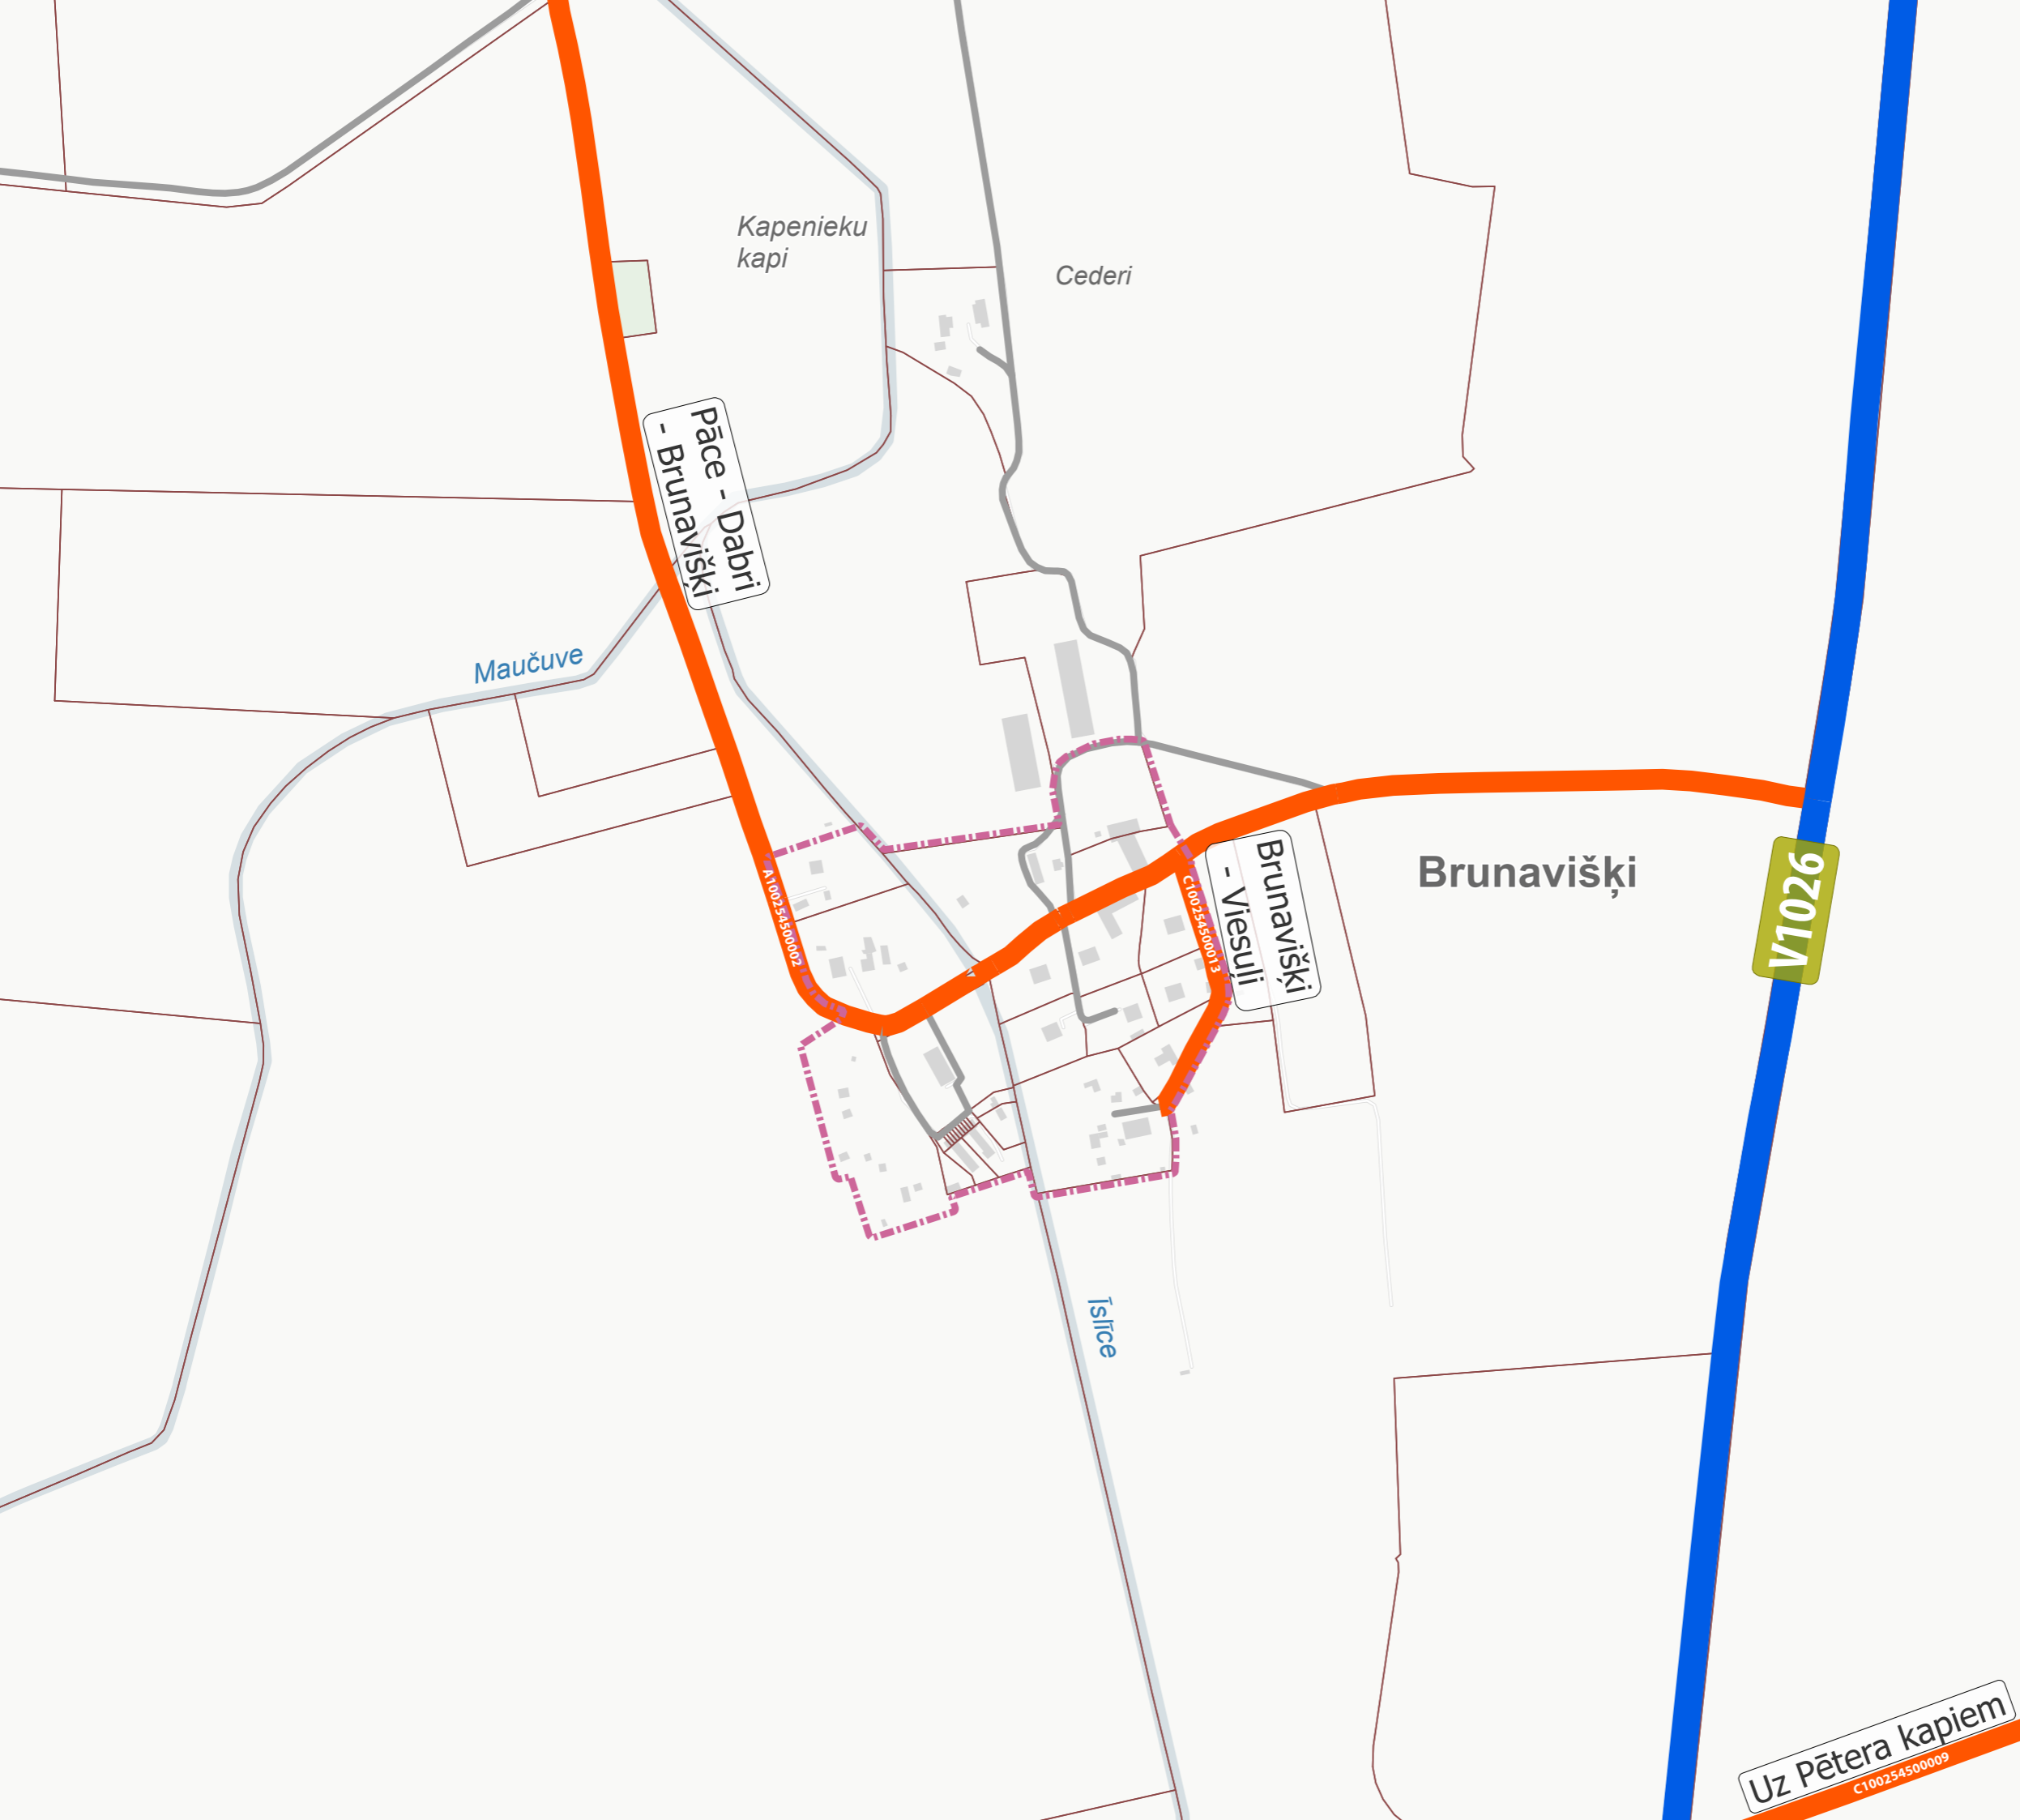 Kapenieku
kapi
Cederi
Pāce - Dabri
- Brunavišķi
Maučuve
A100254500002
C100254500013
Brunavišķi
- Viesuļi
Brunavišķi
V1026
Īslīce
Uz Pētera kapiem
C100254500009